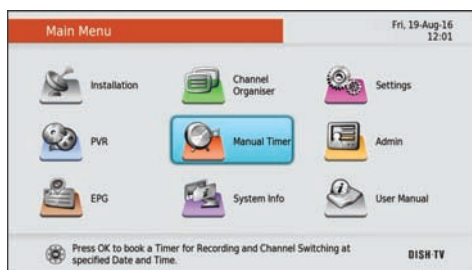 Main Menu
Fri, 19-Aug-16
12:01
Installation
Channel
Organiser
Settings
PVR
Manual Timer
Admin
EPG
System Info
User Manual
Press OK to book a Timer for Recording and Channel Switching at
specified Date and Time.
DISH TV